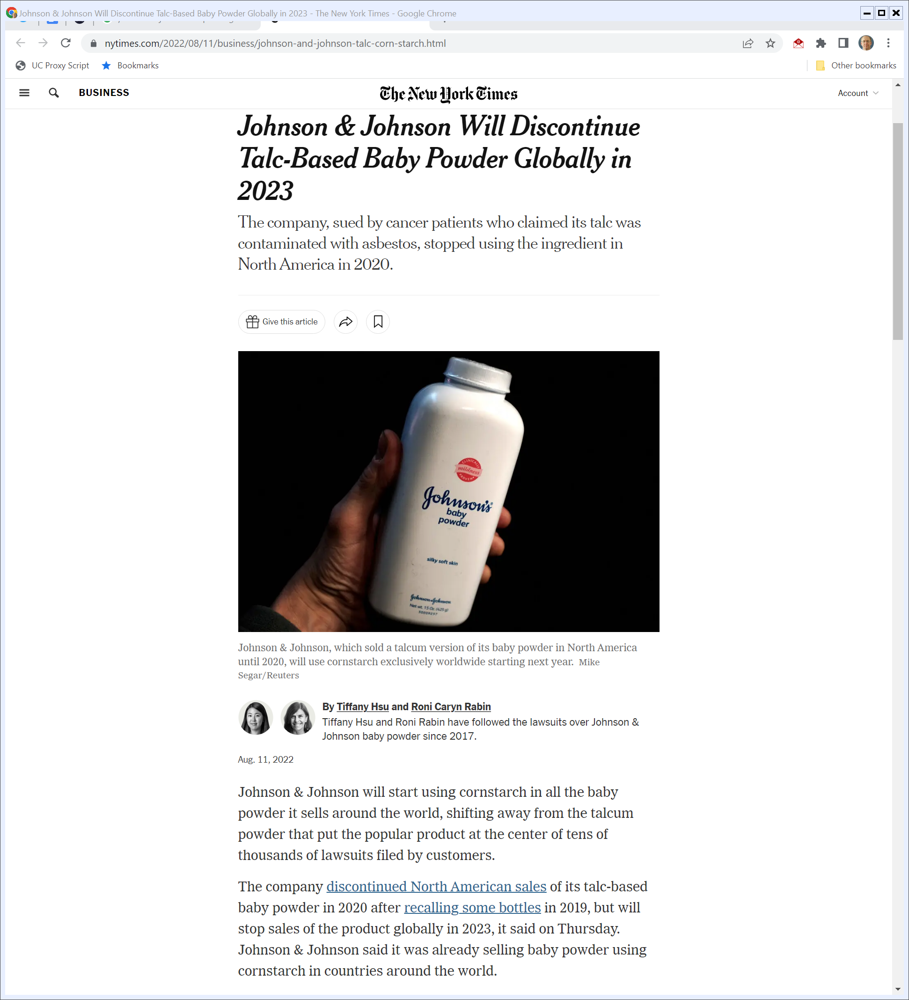 Johnson & Johnson Will Discontinue Talc-Based Baby Powder Globally in 2023 - The New York Times - Google Chrome
nytimes.com/2022/08/11/business/johnson-and-johnson-talc-corn-starch.html
UC Proxy Script
Bookmarks
Other bookmarks
BUSINESS
The New York Times
Account
Johnson & Johnson Will Discontinue
Talc-Based Baby Powder Globally in
2023
The company, sued by cancer patients who claimed its talc was
contaminated with asbestos, stopped using the ingredient in
North America in 2020.
Give this article
CLINICALLY
mildness
PROVEN
Johnson's®
baby
powder
silky soft skin
Johnson & Johnson
Net wt. 15 Oz. (425 g)
30008237
Johnson & Johnson, which sold a talcum version of its baby powder in North America
until 2020, will use cornstarch exclusively worldwide starting next year. Mike
Segar/Reuters
By Tiffany Hsu and Roni Caryn Rabin
Tiffany Hsu and Roni Rabin have followed the lawsuits over Johnson &
Johnson baby powder since 2017.
Aug. 11, 2022
Johnson & Johnson will start using cornstarch in all the baby
powder it sells around the world, shifting away from the talcum
powder that put the popular product at the center of tens of
thousands of lawsuits filed by customers.
The company discontinued North American sales of its talc-based
baby powder in 2020 after recalling some bottles in 2019, but will
stop sales of the product globally in 2023, it said on Thursday.
Johnson & Johnson said it was already selling baby powder using
cornstarch in countries around the world.